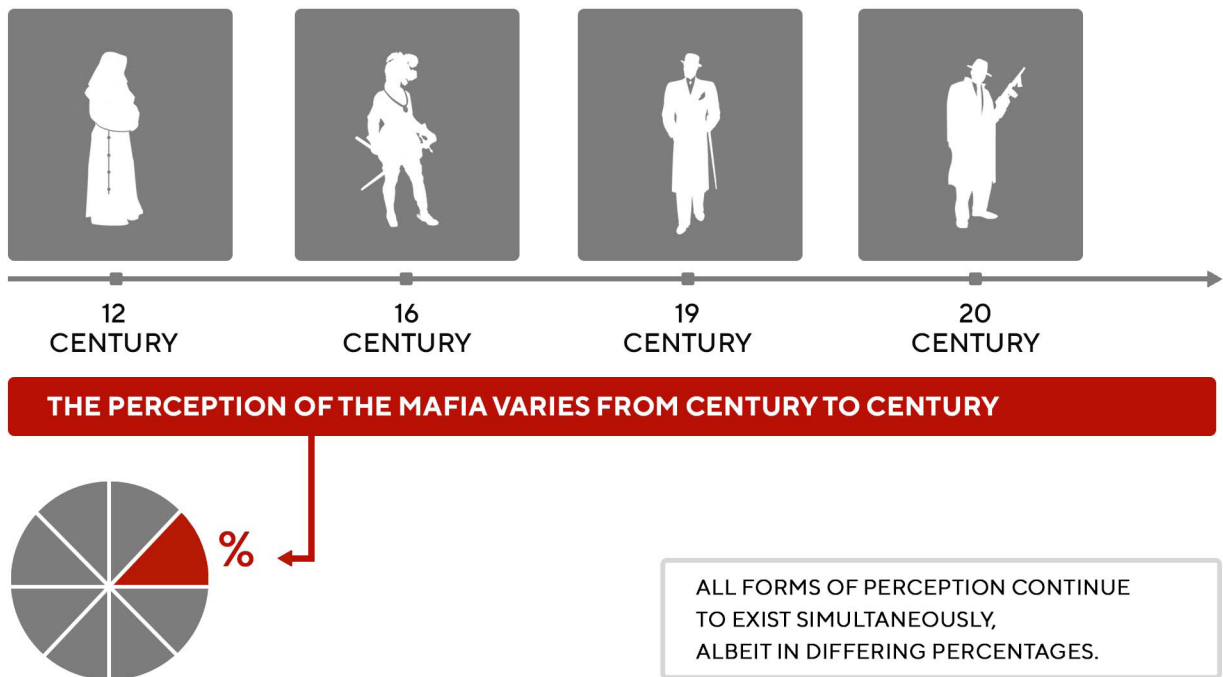 12
CENTURY
16
CENTURY
19
CENTURY
20
CENTURY
THE PERCEPTION OF THE MAFIA VARIES FROM CENTURY TO CENTURY
%
ALL FORMS OF PERCEPTION CONTINUE
TO EXIST SIMULTANEOUSLY,
ALBEIT IN DIFFERING PERCENTAGES.